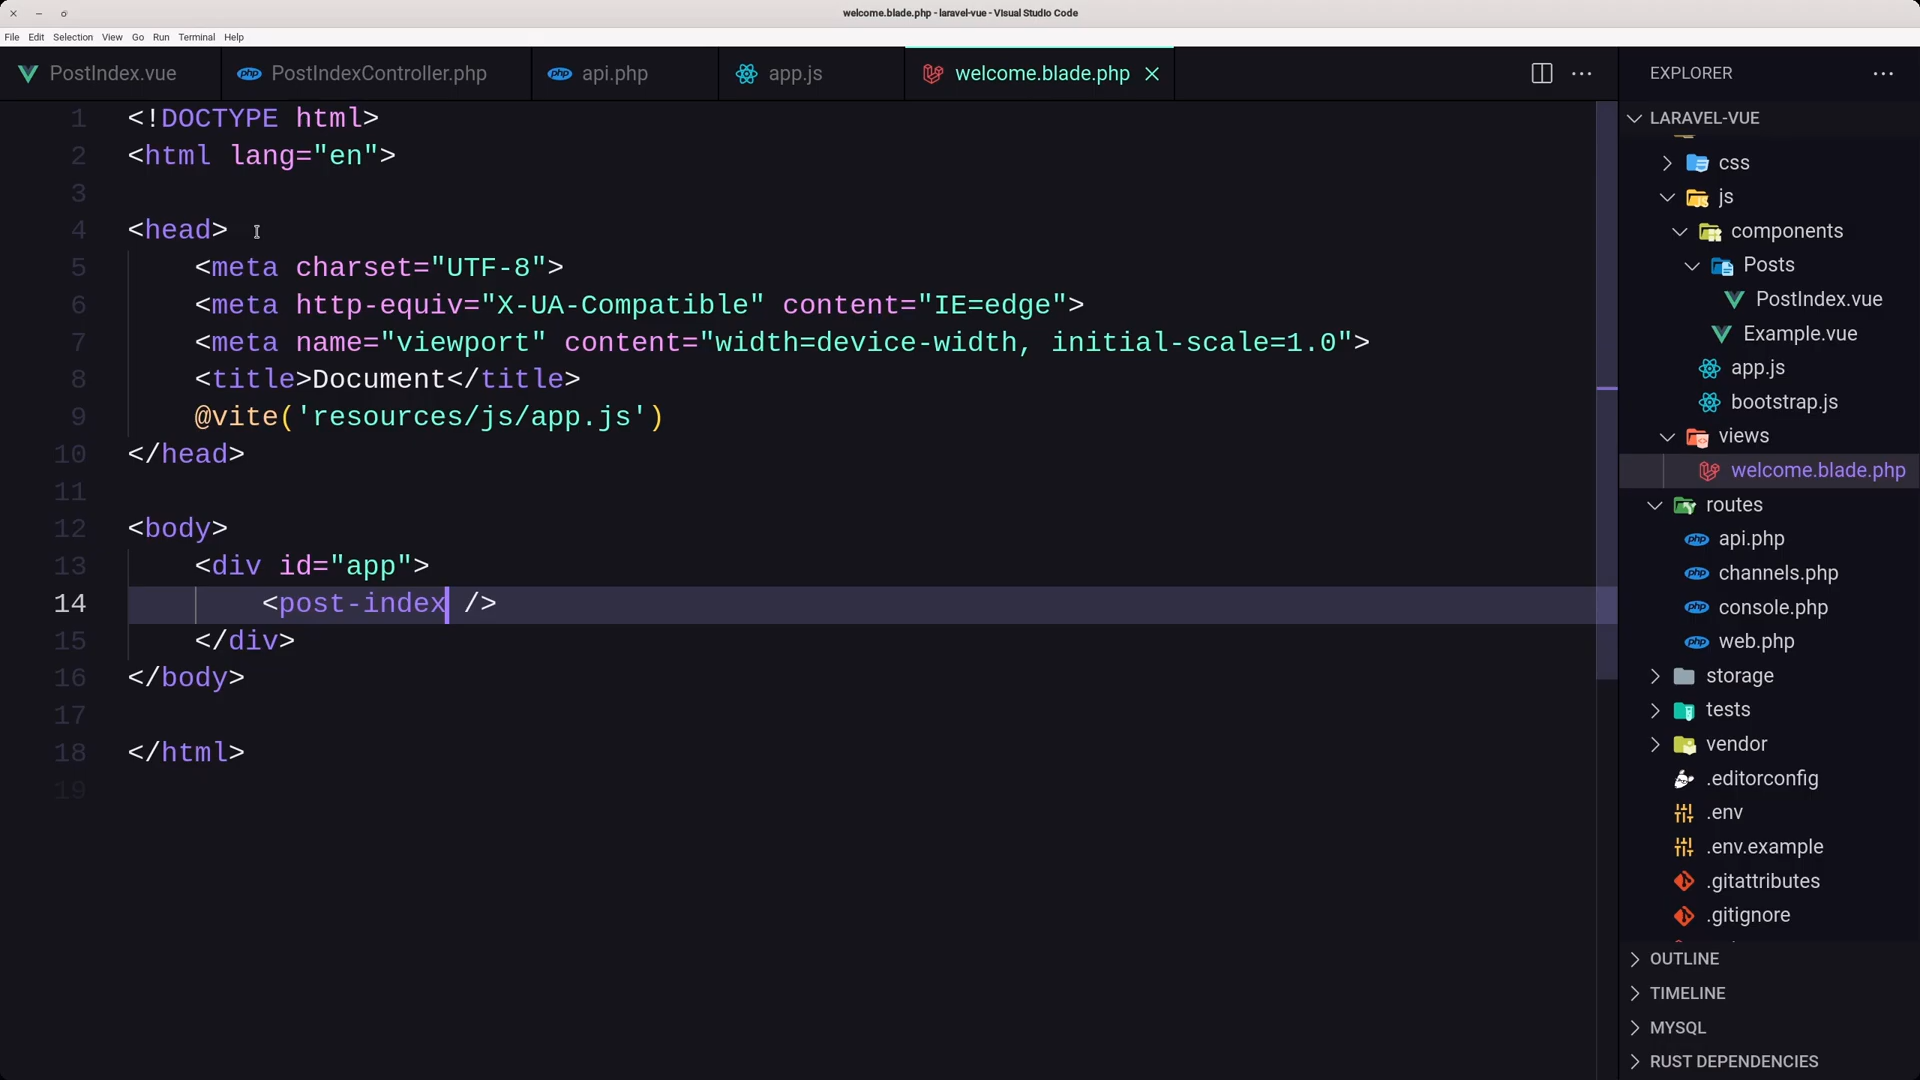 welcome.blade.php - laravel-vue - Visual Studio Code
File Edit Selection View Go Run Terminal Help
PostIndex.vue PostIndexController.php api.php app.js welcome.blade.php
1 <!DOCTYPE html>
2 <html lang="en">
3
4 <head>
5 <meta charset="UTF-8">
6 <meta http-equiv="X-UA-Compatible" content="IE=edge">
7 <meta name="viewport" content="width=device-width, initial-scale=1.0">
8 <title>Document</title>
9 @vite('resources/js/app.js')
10 </head>
11
12 <body>
13 <div id="app">
14 <post-index />
15 </div>
16 </body>
17
18 </html>
19
EXPLORER
LARAVEL-VUE
css
js
components
Posts
PostIndex.vue
Example.vue
app.js
bootstrap.js
views
welcome.blade.php
routes
api.php
channels.php
console.php
web.php
storage
tests
vendor
.editorconfig
.env
.env.example
.gitattributes
.gitignore
OUTLINE
TIMELINE
MYSQL
RUST DEPENDENCIES